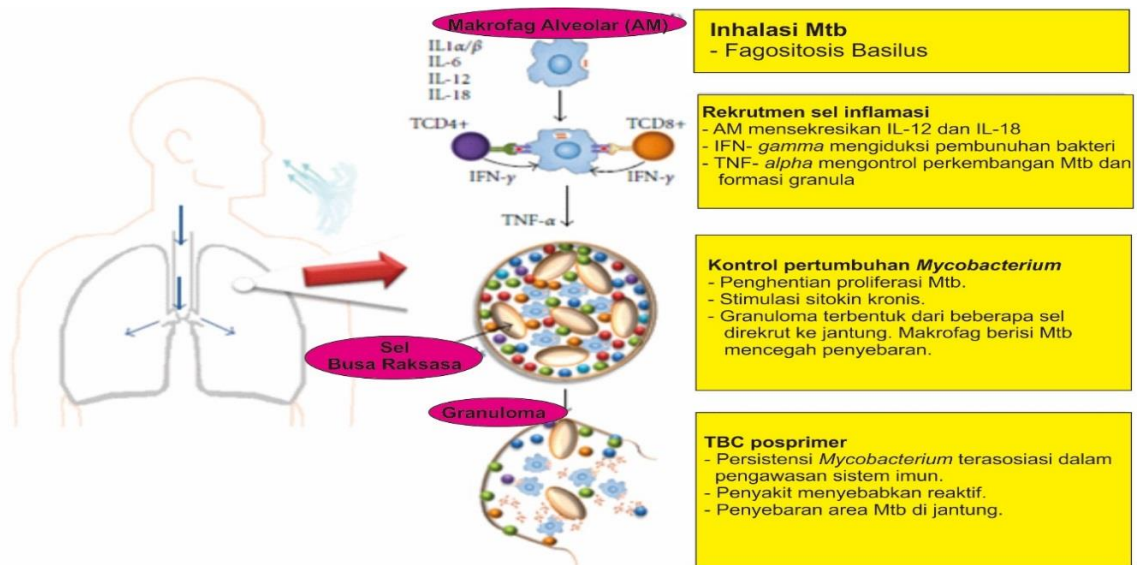 Makrofag Alveolar (AM)
IL1α/β
IL-6
IL-12
IL-18
TCD4+
TCD8+
IFN-γ
IFN-γ
TNF-α
Sel
Busa Raksasa
Granuloma
Inhalasi Mtb
- Fagositosis Basilus
Rekrutmen sel inflamasi
- AM mensekresikan IL-12 dan IL-18
- IFN- gamma mengiduksi pembunuhan bakteri
- TNF- alpha mengontrol perkembangan Mtb dan
formasi granula
Kontrol pertumbuhan Mycobacterium
- Penghentian proliferasi Mtb.
- Stimulasi sitokin kronis.
- Granuloma terbentuk dari beberapa sel
direkrut ke jantung. Makrofag berisi Mtb
mencegah penyebaran.
TBC posprimer
- Persistensi Mycobacterium terasosiasi dalam
pengawasan sistem imun.
- Penyakit menyebabkan reaktif.
- Penyebaran area Mtb di jantung.